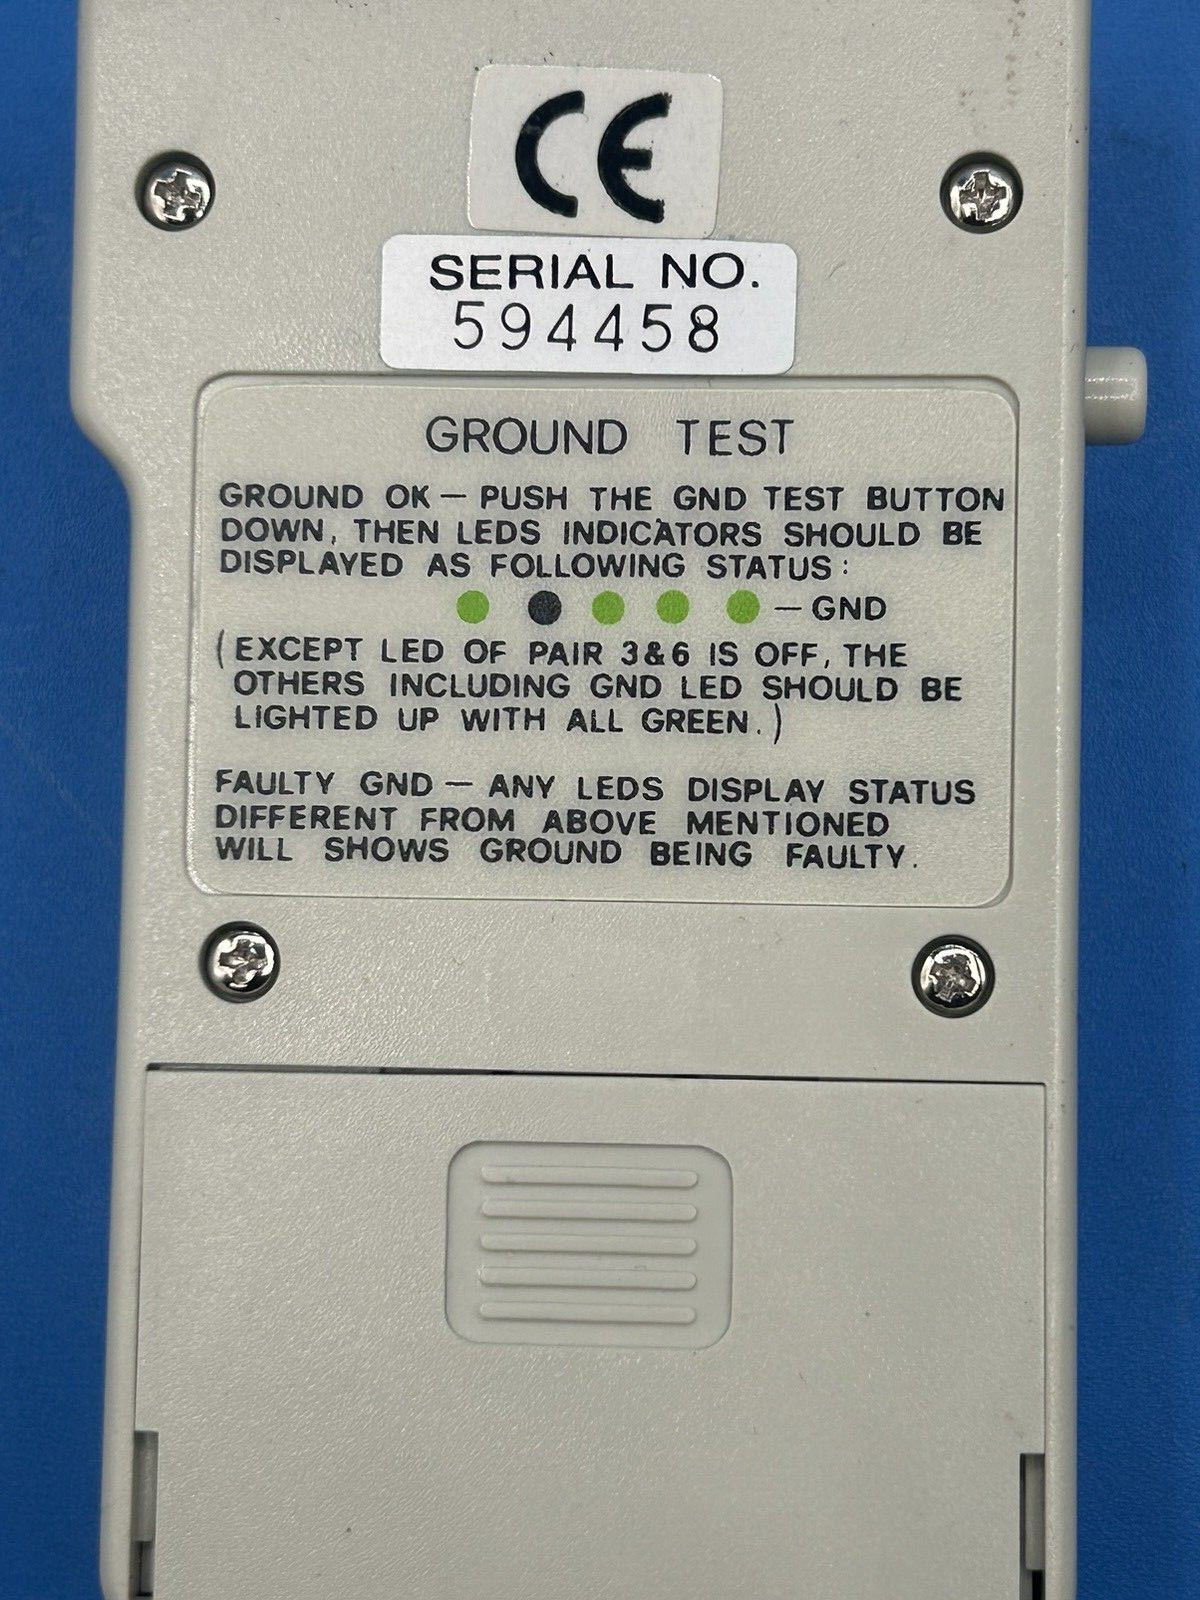 CE
SERIAL NO.
594458
GROUND TEST
GROUND OK — PUSH THE GND TEST BUTTON
DOWN, THEN LEDS INDICATORS SHOULD BE
DISPLAYED AS FOLLOWING STATUS :
— GND
(EXCEPT LED OF PAIR 3&6 IS OFF, THE
OTHERS INCLUDING GND LED SHOULD BE
LIGHTED UP WITH ALL GREEN.)
FAULTY GND — ANY LEDS DISPLAY STATUS
DIFFERENT FROM ABOVE MENTIONED
WILL SHOWS GROUND BEING FAULTY.